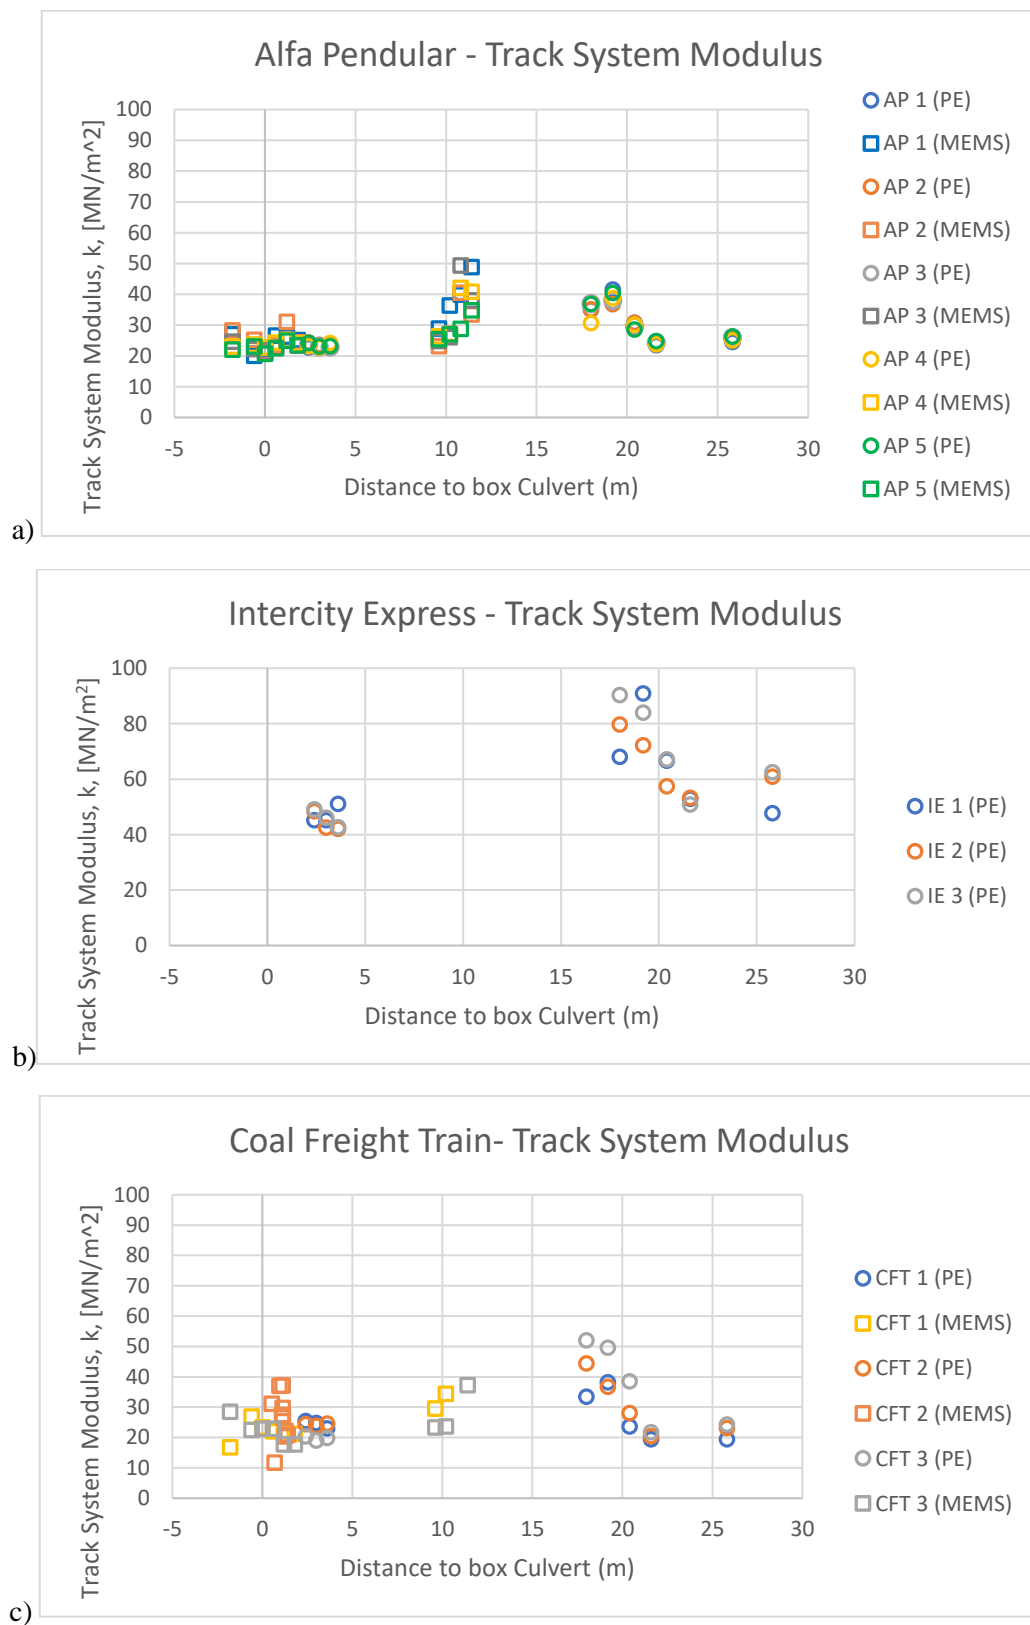 Alfa Pendular - Track System Modulus
Track System Modulus, k, [MN/m^2]
100
90
80
70
60
50
40
30
20
10
0
-5 0 5 10 15 20 25 30
Distance to box Culvert (m)
AP 1 (PE)
AP 1 (MEMS)
AP 2 (PE)
AP 2 (MEMS)
AP 3 (PE)
AP 3 (MEMS)
AP 4 (PE)
AP 4 (MEMS)
AP 5 (PE)
AP 5 (MEMS)
a)
Intercity Express - Track System Modulus
Track System Modulus, k, [MN/m²]
100
80
60
40
20
0
-5 0 5 10 15 20 25 30
Distance to box Culvert (m)
IE 1 (PE)
IE 2 (PE)
IE 3 (PE)
b)
Coal Freight Train- Track System Modulus
Track System Modulus, k, [MN/m^2]
100
90
80
70
60
50
40
30
20
10
0
-5 0 5 10 15 20 25 30
Distance to box Culvert (m)
CFT 1 (PE)
CFT 1 (MEMS)
CFT 2 (PE)
CFT 2 (MEMS)
CFT 3 (PE)
CFT 3 (MEMS)
c)